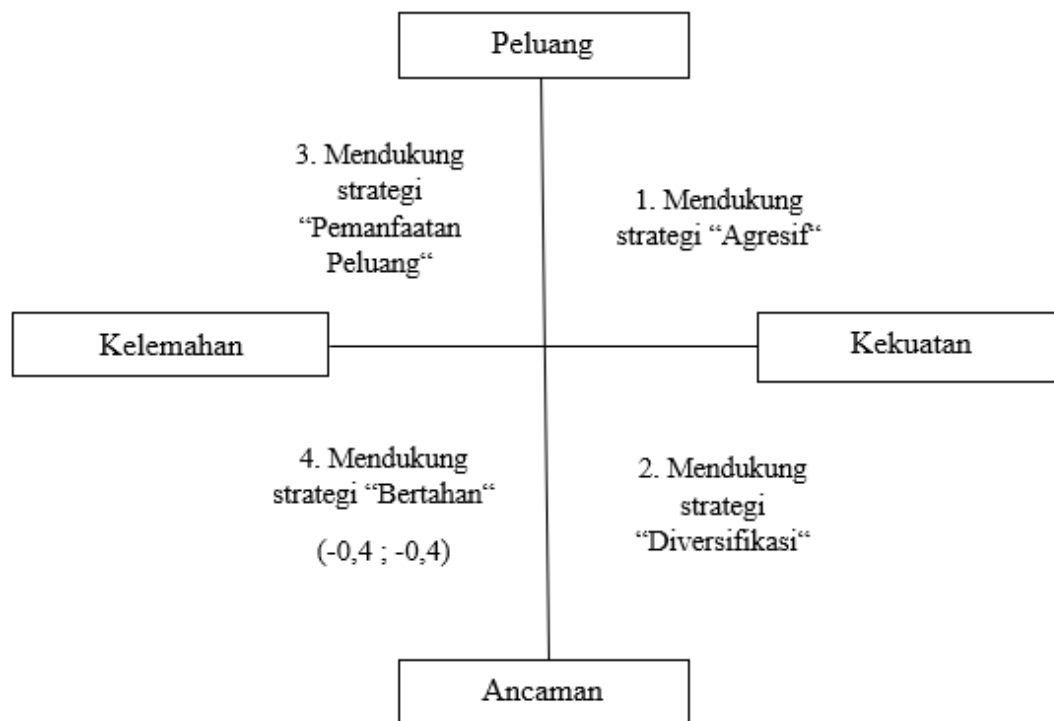 Peluang
3. Mendukung
strategi
“Pemanfaatan
Peluang“
1. Mendukung
strategi “Agresif“
Kelemahan
Kekuatan
4. Mendukung
strategi “Bertahan“
(-0,4 ; -0,4)
2. Mendukung
strategi
“Diversifikasi“
Ancaman